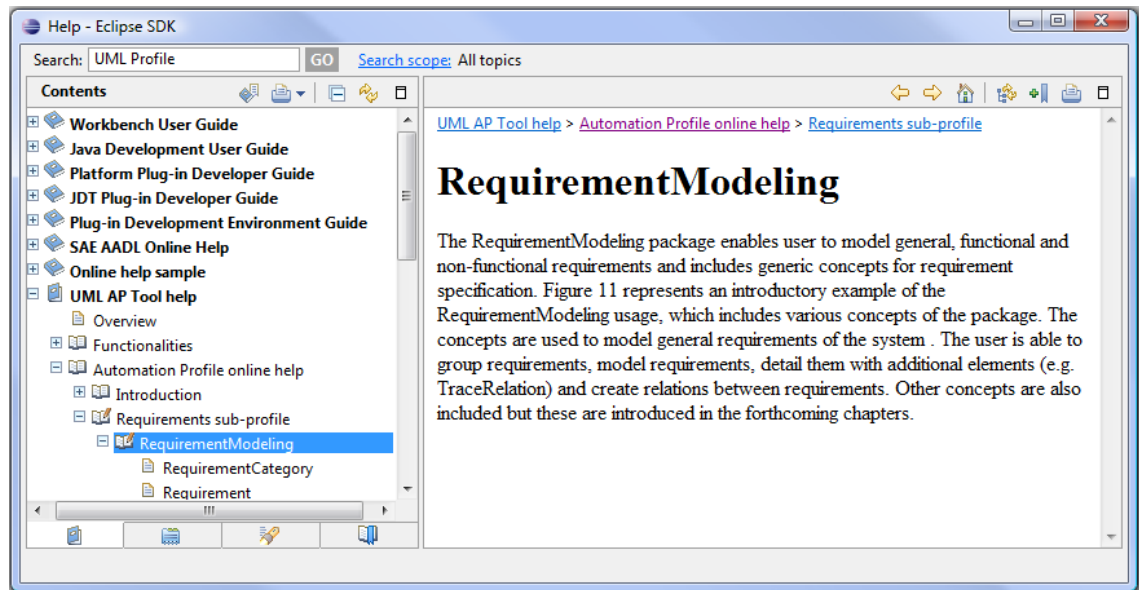 Help - Eclipse SDK
Search: UML Profile GO Search scope: All topics
Contents
Workbench User Guide
Java Development User Guide
Platform Plug-in Developer Guide
JDT Plug-in Developer Guide
Plug-in Development Environment Guide
SAE AADL Online Help
Online help sample
UML AP Tool help
Overview
Functionalities
Automation Profile online help
Introduction
Requirements sub-profile
RequirementModeling
RequirementCategory
Requirement
UML AP Tool help > Automation Profile online help > Requirements sub-profile
RequirementModeling
The RequirementModeling package enables user to model general, functional and
non-functional requirements and includes generic concepts for requirement
specification. Figure 11 represents an introductory example of the
RequirementModeling usage, which includes various concepts of the package. The
concepts are used to model general requirements of the system . The user is able to
group requirements, model requirements, detail them with additional elements (e.g.
TraceRelation) and create relations between requirements. Other concepts are also
included but these are introduced in the forthcoming chapters.